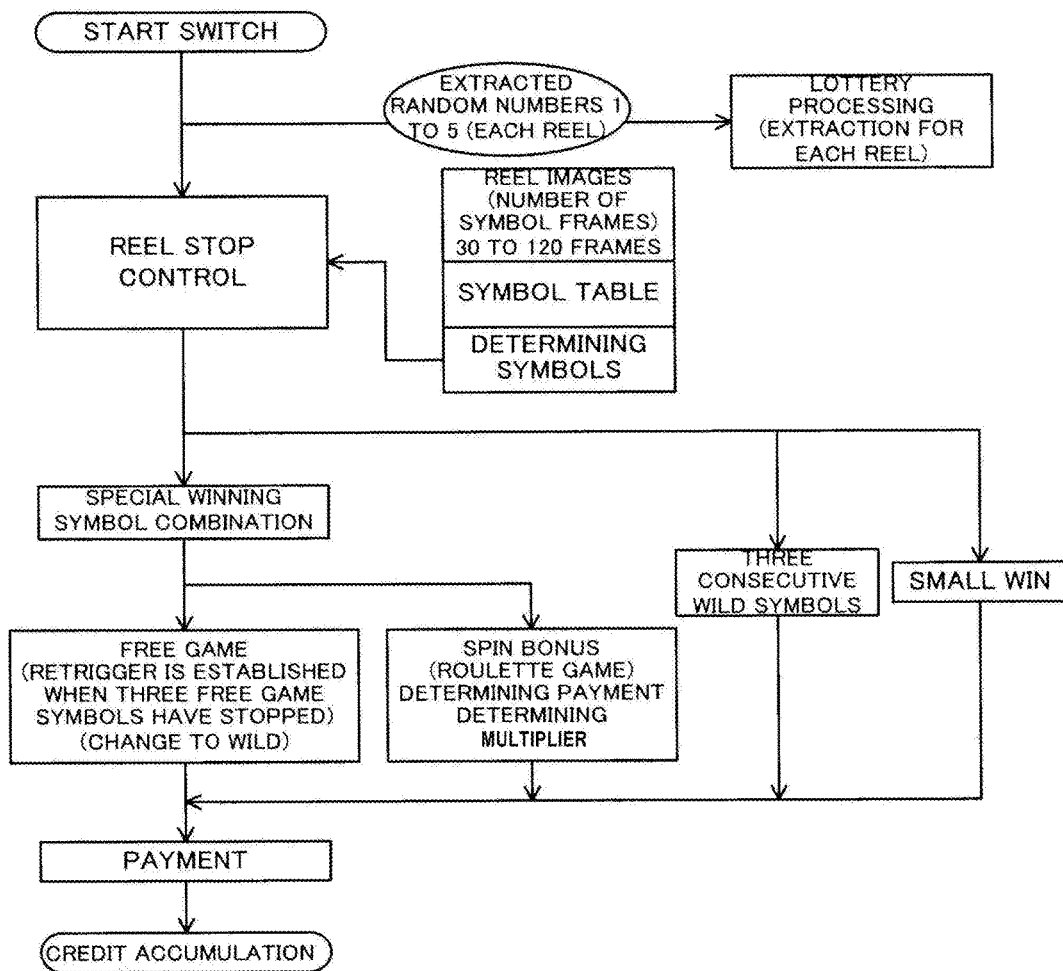 START SWITCH
EXTRACTED
RANDOM NUMBERS 1
TO 5 (EACH REEL)
LOTTERY
PROCESSING
(EXTRACTION FOR
EACH REEL)
REEL IMAGES
(NUMBER OF
SYMBOL FRAMES)
30 TO 120 FRAMES
REEL STOP
CONTROL
SYMBOL TABLE
DETERMINING
SYMBOLS
SPECIAL WINNING
SYMBOL COMBINATION
THREE
CONSECUTIVE
WILD SYMBOLS
SMALL WIN
FREE GAME
(RETRIGGER IS ESTABLISHED
WHEN THREE FREE GAME
SYMBOLS HAVE STOPPED)
(CHANGE TO WILD)
SPIN BONUS
(ROULETTE GAME)
DETERMINING PAYMENT
DETERMINING
MULTIPLIER
PAYMENT
CREDIT ACCUMULATION